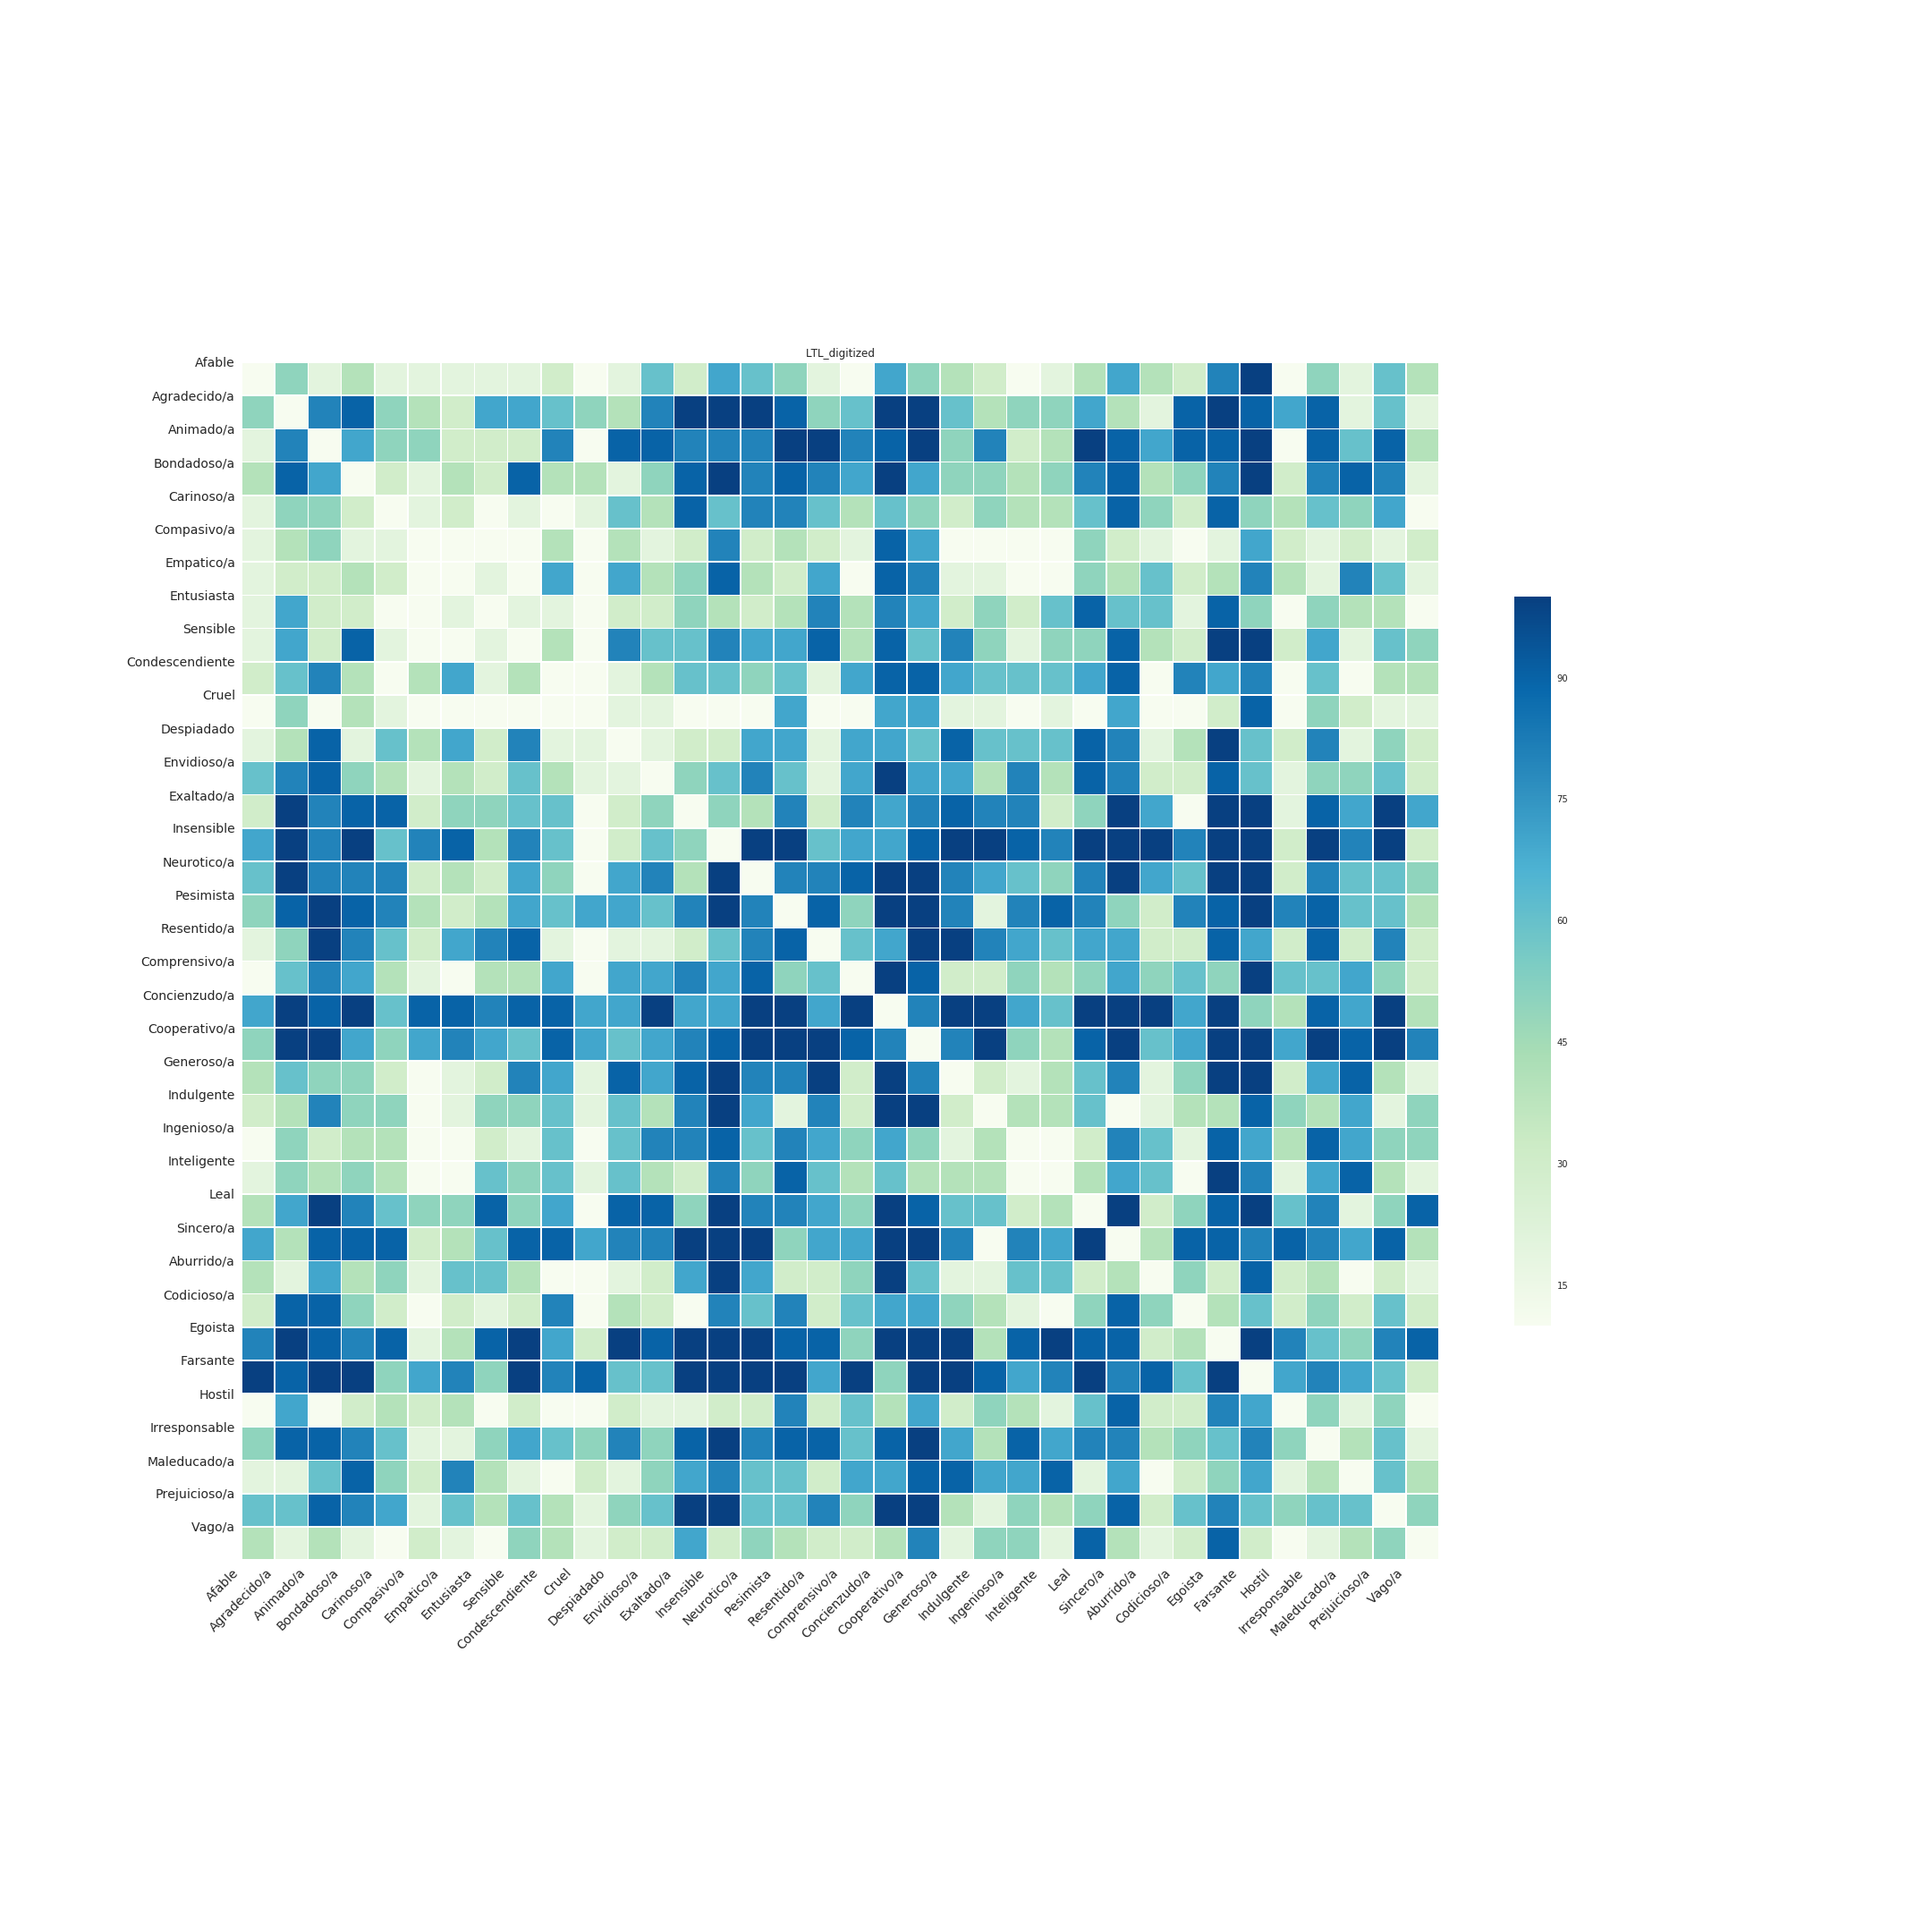 LTL_digitized
Afable
Agradecido/a
Animado/a
Bondadoso/a
Carinoso/a
Compasivo/a
Empatico/a
Entusiasta
Sensible
Condescendiente
Cruel
Despiadado
Envidioso/a
Exaltado/a
Insensible
Neurotico/a
Pesimista
Resentido/a
Comprensivo/a
Concienzudo/a
Cooperativo/a
Generoso/a
Indulgente
Ingenioso/a
Inteligente
Leal
Sincero/a
Aburrido/a
Codicioso/a
Egoista
Farsante
Hostil
Irresponsable
Maleducado/a
Prejuicioso/a
Vago/a
Afable
Agradecido/a
Animado/a
Bondadoso/a
Carinoso/a
Compasivo/a
Empatico/a
Entusiasta
Sensible
Condescendiente
Cruel
Despiadado
Envidioso/a
Exaltado/a
Insensible
Neurotico/a
Pesimista
Resentido/a
Comprensivo/a
Concienzudo/a
Cooperativo/a
Generoso/a
Indulgente
Ingenioso/a
Inteligente
Leal
Sincero/a
Aburrido/a
Codicioso/a
Egoista
Farsante
Hostil
Irresponsable
Maleducado/a
Prejuicioso/a
Vago/a
90
75
60
45
30
15